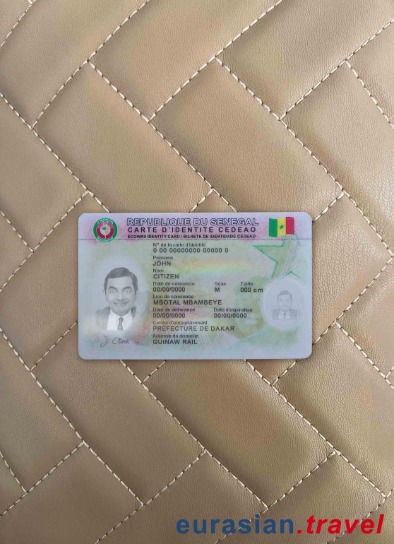 REPUBLIQUE DU SENEGAL
CARTE D'IDENTITE CEDEAO
ECOWAS IDENTITY CARD / BILHETE DE IDENTIDADE CEDEAO
N° de la carte d'identité
0 00 00000000 00000 0
Prénoms
JOHN
Nom
CITIZEN
Date de naissance Sexe Taille
00/00/0000 M 000 cm
Lieu de naissance
MBOTAL MBAMBEYE
Date de délivrance Date d'expiration
00/00/0000 00/00/0000
Centre d'enregistrement
PREFECTURE DE DAKAR
Adresse du domicile
GUINAW RAIL
eurasian.travel